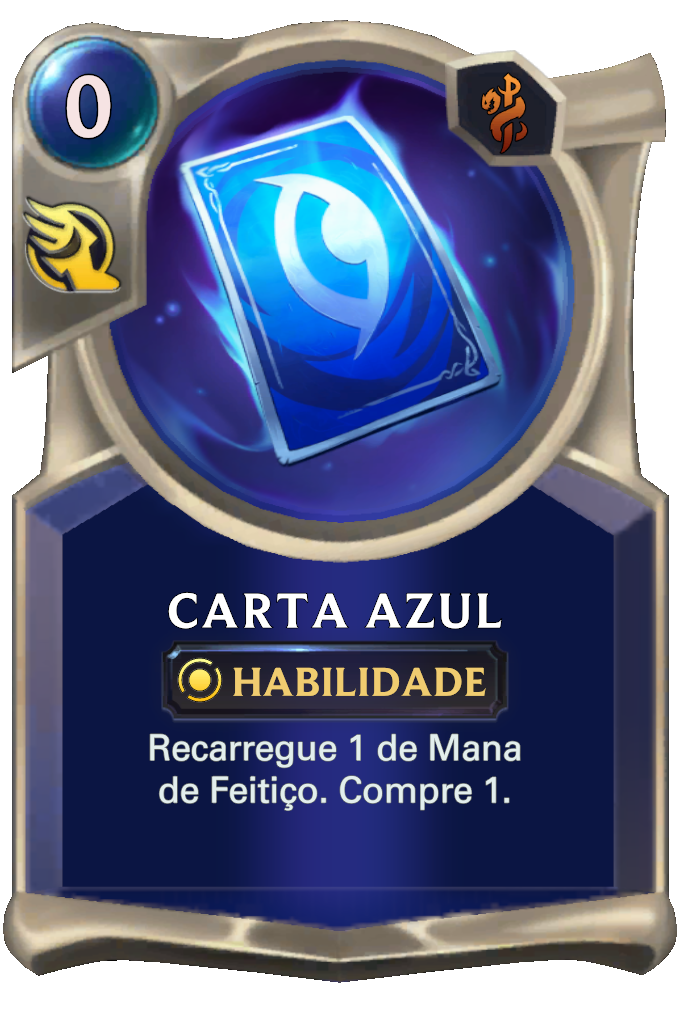 0
CARTA AZUL
HABILIDADE
Recarregue 1 de Mana
de Feitiço. Compre 1.